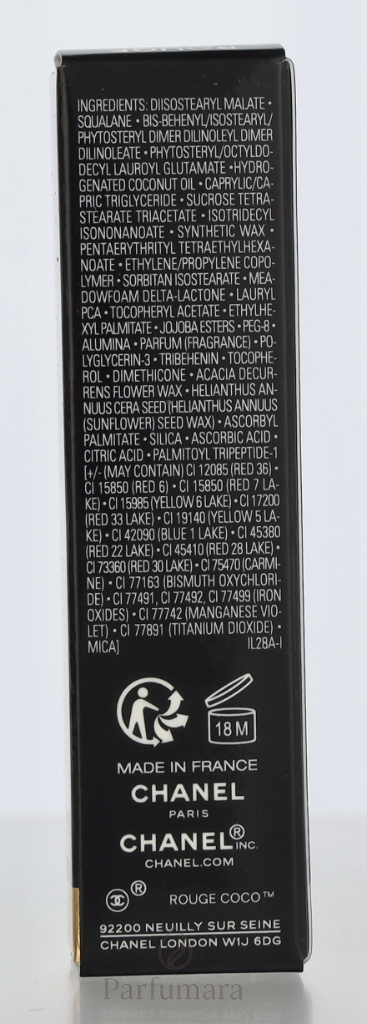 INGREDIENTS: DIISOSTEARYL MALATE •
SQUALANE • BIS-BEHENYL/ISOSTEARYL/
PHYTOSTERYL DIMER DILINOLEYL DIMER
DILINOLEATE • PHYTOSTERYL/OCTYLDO-
DECYL LAUROYL GLUTAMATE • HYDRO-
GENATED COCONUT OIL • CAPRYLIC/CA-
PRIC TRIGLYCERIDE • SUCROSE TETRA-
STEARATE TRIACETATE • ISOTRIDECYL
ISONONANOATE • SYNTHETIC WAX •
PENTAERYTHRITYL TETRAETHYLHEXA-
NOATE • ETHYLENE/PROPYLENE COPO-
LYMER • SORBITAN ISOSTEARATE • MEA-
DOWFOAM DELTA-LACTONE • LAURYL
PCA • TOCOPHERYL ACETATE • ETHYLHE-
XYL PALMITATE • JOJOBA ESTERS • PEG-8 •
ALUMINA • PARFUM (FRAGRANCE) • PO-
LYGLYCERIN-3 • TRIBEHENIN • TOCOPHE-
ROL • DIMETHICONE • ACACIA DECUR-
RENS FLOWER WAX • HELIANTHUS AN-
NUUS CERA SEED (HELIANTHUS ANNUUS
(SUNFLOWER) SEED WAX) • ASCORBYL
PALMITATE • SILICA • ASCORBIC ACID •
CITRIC ACID • PALMITOYL TRIPEPTIDE-1
[+/- (MAY CONTAIN) CI 12085 (RED 36) •
CI 15850 (RED 6) • CI 15850 (RED 7 LA-
KE) • CI 15985 (YELLOW 6 LAKE) • CI 17200
(RED 33 LAKE) • CI 19140 (YELLOW 5 LA-
KE) • CI 42090 (BLUE 1 LAKE) • CI 45380
(RED 22 LAKE) • CI 45410 (RED 28 LAKE) •
CI 73360 (RED 30 LAKE) • CI 75470 (CARMI-
NE) • CI 77163 (BISMUTH OXYCHLORI-
DE) • CI 77491, CI 77492, CI 77499 (IRON
OXIDES) • CI 77742 (MANGANESE VIO-
LET) • CI 77891 (TITANIUM DIOXIDE) •
MICA] IL28A-I
18 M
MADE IN FRANCE
CHANEL
PARIS
CHANEL® INC.
CHANEL.COM
® ROUGE COCO™
92200 NEUILLY SUR SEINE
CHANEL LONDON W1J 6DG
Parfumara